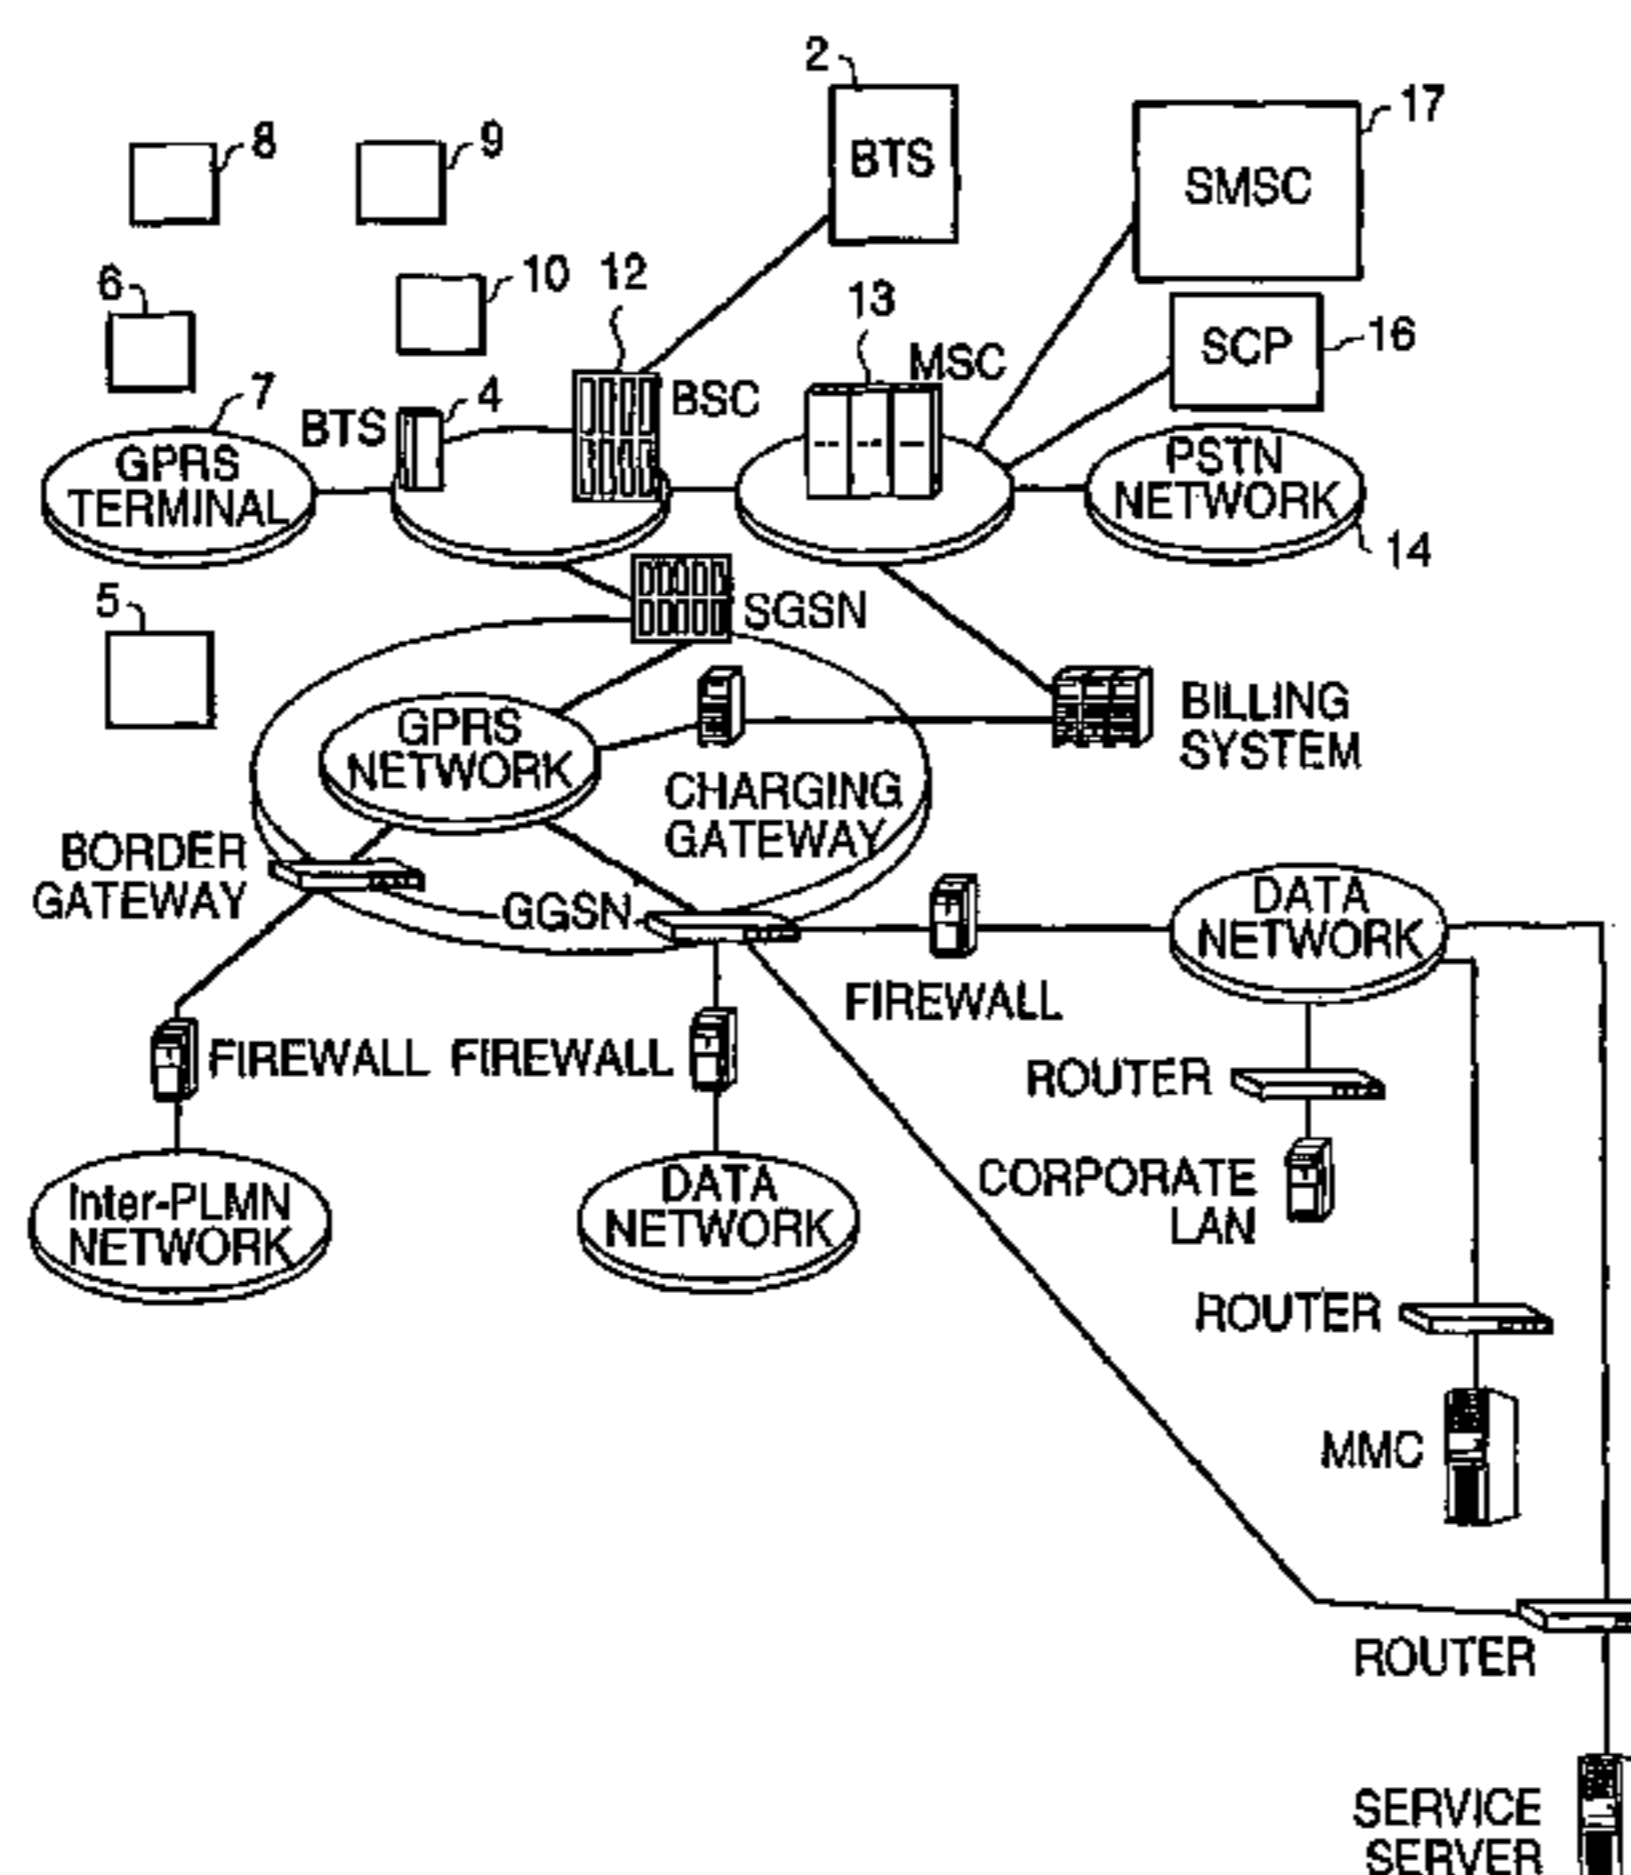 2
BTS
17
SMSC
8
9
6
10
12
13
MSC
SCP
16
7
BTS
4
BSC
GPRS
TERMINAL
PSTN
NETWORK
14
5
SGSN
GPRS
NETWORK
BILLING
SYSTEM
CHARGING
GATEWAY
BORDER
GATEWAY
GGSN
DATA
NETWORK
FIREWALL
FIREWALL
FIREWALL
ROUTER
CORPORATE
LAN
Inter-PLMN
NETWORK
DATA
NETWORK
ROUTER
MMC
ROUTER
SERVICE
SERVER